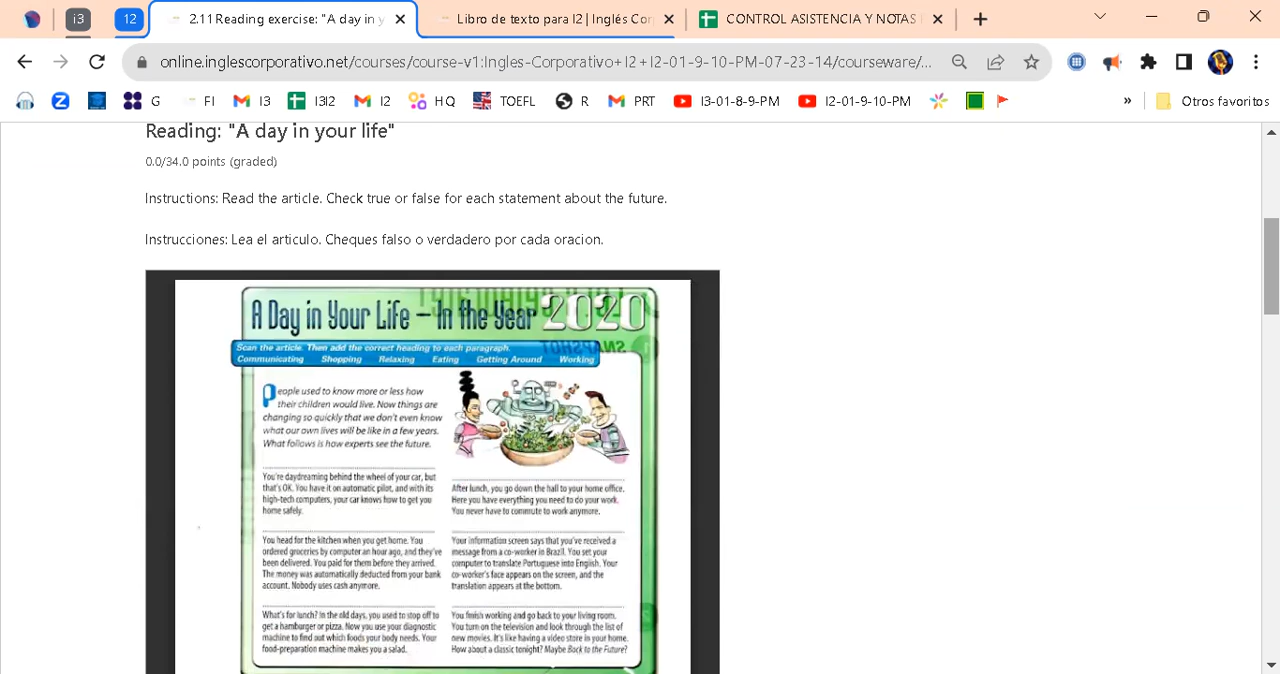 i3
12
2.11 Reading exercise: "A day in y
Libro de texto para I2 | Inglés Cor
CONTROL ASISTENCIA Y NOTAS
online.inglescorporativo.net/courses/course-v1:Ingles-Corporativo+I2+I2-01-9-10-PM-07-23-14/courseware/...
G
FI
I3
I3I2
I2
HQ
TOEFL
R
PRT
I3-01-8-9-PM
I2-01-9-10-PM
»
Otros favoritos
Reading: "A day in your life"
0.0/34.0 points (graded)
Instructions: Read the article. Check true or false for each statement about the future.
Instrucciones: Lea el articulo. Cheques falso o verdadero por cada oracion.
A Day in Your Life – In the Year 2020
Scan the article. Then add the correct heading to each paragraph.
Communicating Shopping Relaxing Eating Getting Around Working
People used to know more or less how
their children would live. Now things are
changing so quickly that we don't even know
what our own lives will be like in a few years.
What follows is how experts see the future.
You're daydreaming behind the wheel of your car, but
that's OK. You have it on automatic pilot, and with its
high-tech computers, your car knows how to get you
home safely.
You head for the kitchen when you get home. You
ordered groceries by computer an hour ago, and they've
been delivered. You paid for them before they arrived.
The money was automatically deducted from your bank
account. Nobody uses cash anymore.
What's for lunch? In the old days, you used to stop off to
get a hamburger or pizza. Now you use your diagnostic
machine to find out which foods your body needs. Your
food-preparation machine makes you a salad.
After lunch, you go down the hall to your home office.
Here you have everything you need to do your work.
You never have to commute to work anymore.
Your information screen says that you've received a
message from a co-worker in Brazil. You set your
computer to translate Portuguese into English. Your
co-worker's face appears on the screen, and the
translation appears at the bottom.
You finish working and go back to your living room.
You turn on the television and look through the list of
new movies. It's like having a video store in your home.
How about a classic tonight? Maybe Back to the Future?